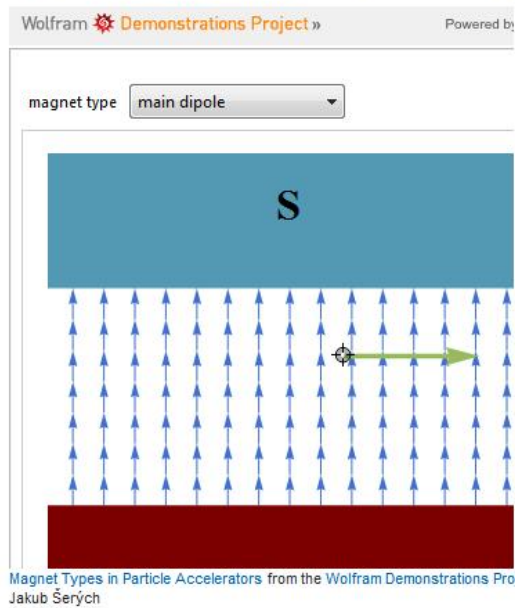 Wolfram Demonstrations Project» Powered by
magnet type main dipole
S
Magnet Types in Particle Accelerators from the Wolfram Demonstrations Pro
Jakub Šerých